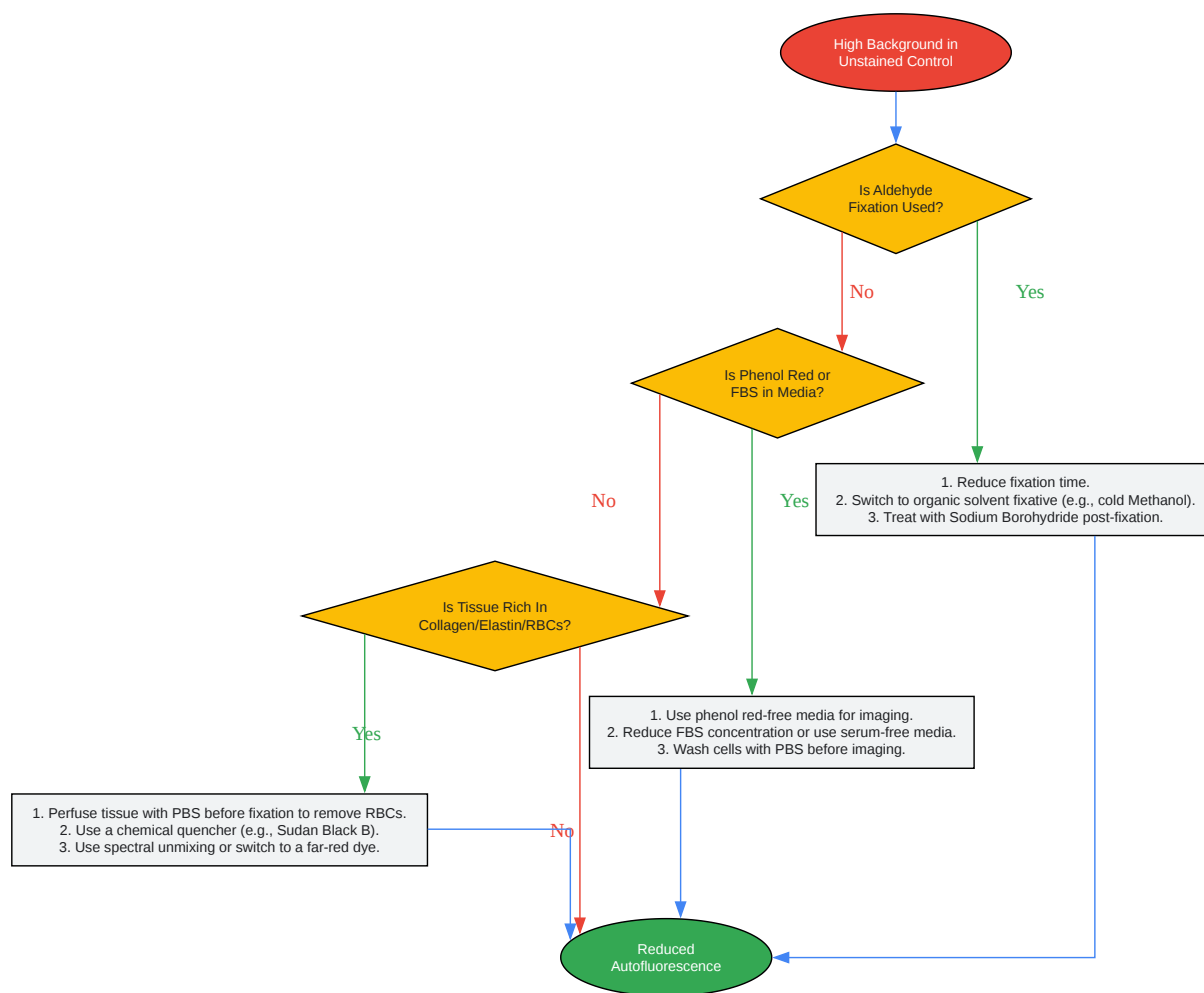 High Background in
Unstained Control
Is Aldehyde
Fixation Used?
No
Yes
Is Phenol Red or
FBS in Media?
No
Yes
1. Reduce fixation time.
2. Switch to organic solvent fixative (e.g., cold Methanol).
3. Treat with Sodium Borohydride post-fixation.
Is Tissue Rich In
Collagen/Elastin/RBCs?
1. Use phenol red-free media for imaging.
2. Reduce FBS concentration or use serum-free media.
3. Wash cells with PBS before imaging.
Yes
No
1. Perfuse tissue with PBS before fixation to remove RBCs.
2. Use a chemical quencher (e.g., Sudan Black B).
3. Use spectral unmixing or switch to a far-red dye.
Reduced
Autofluorescence